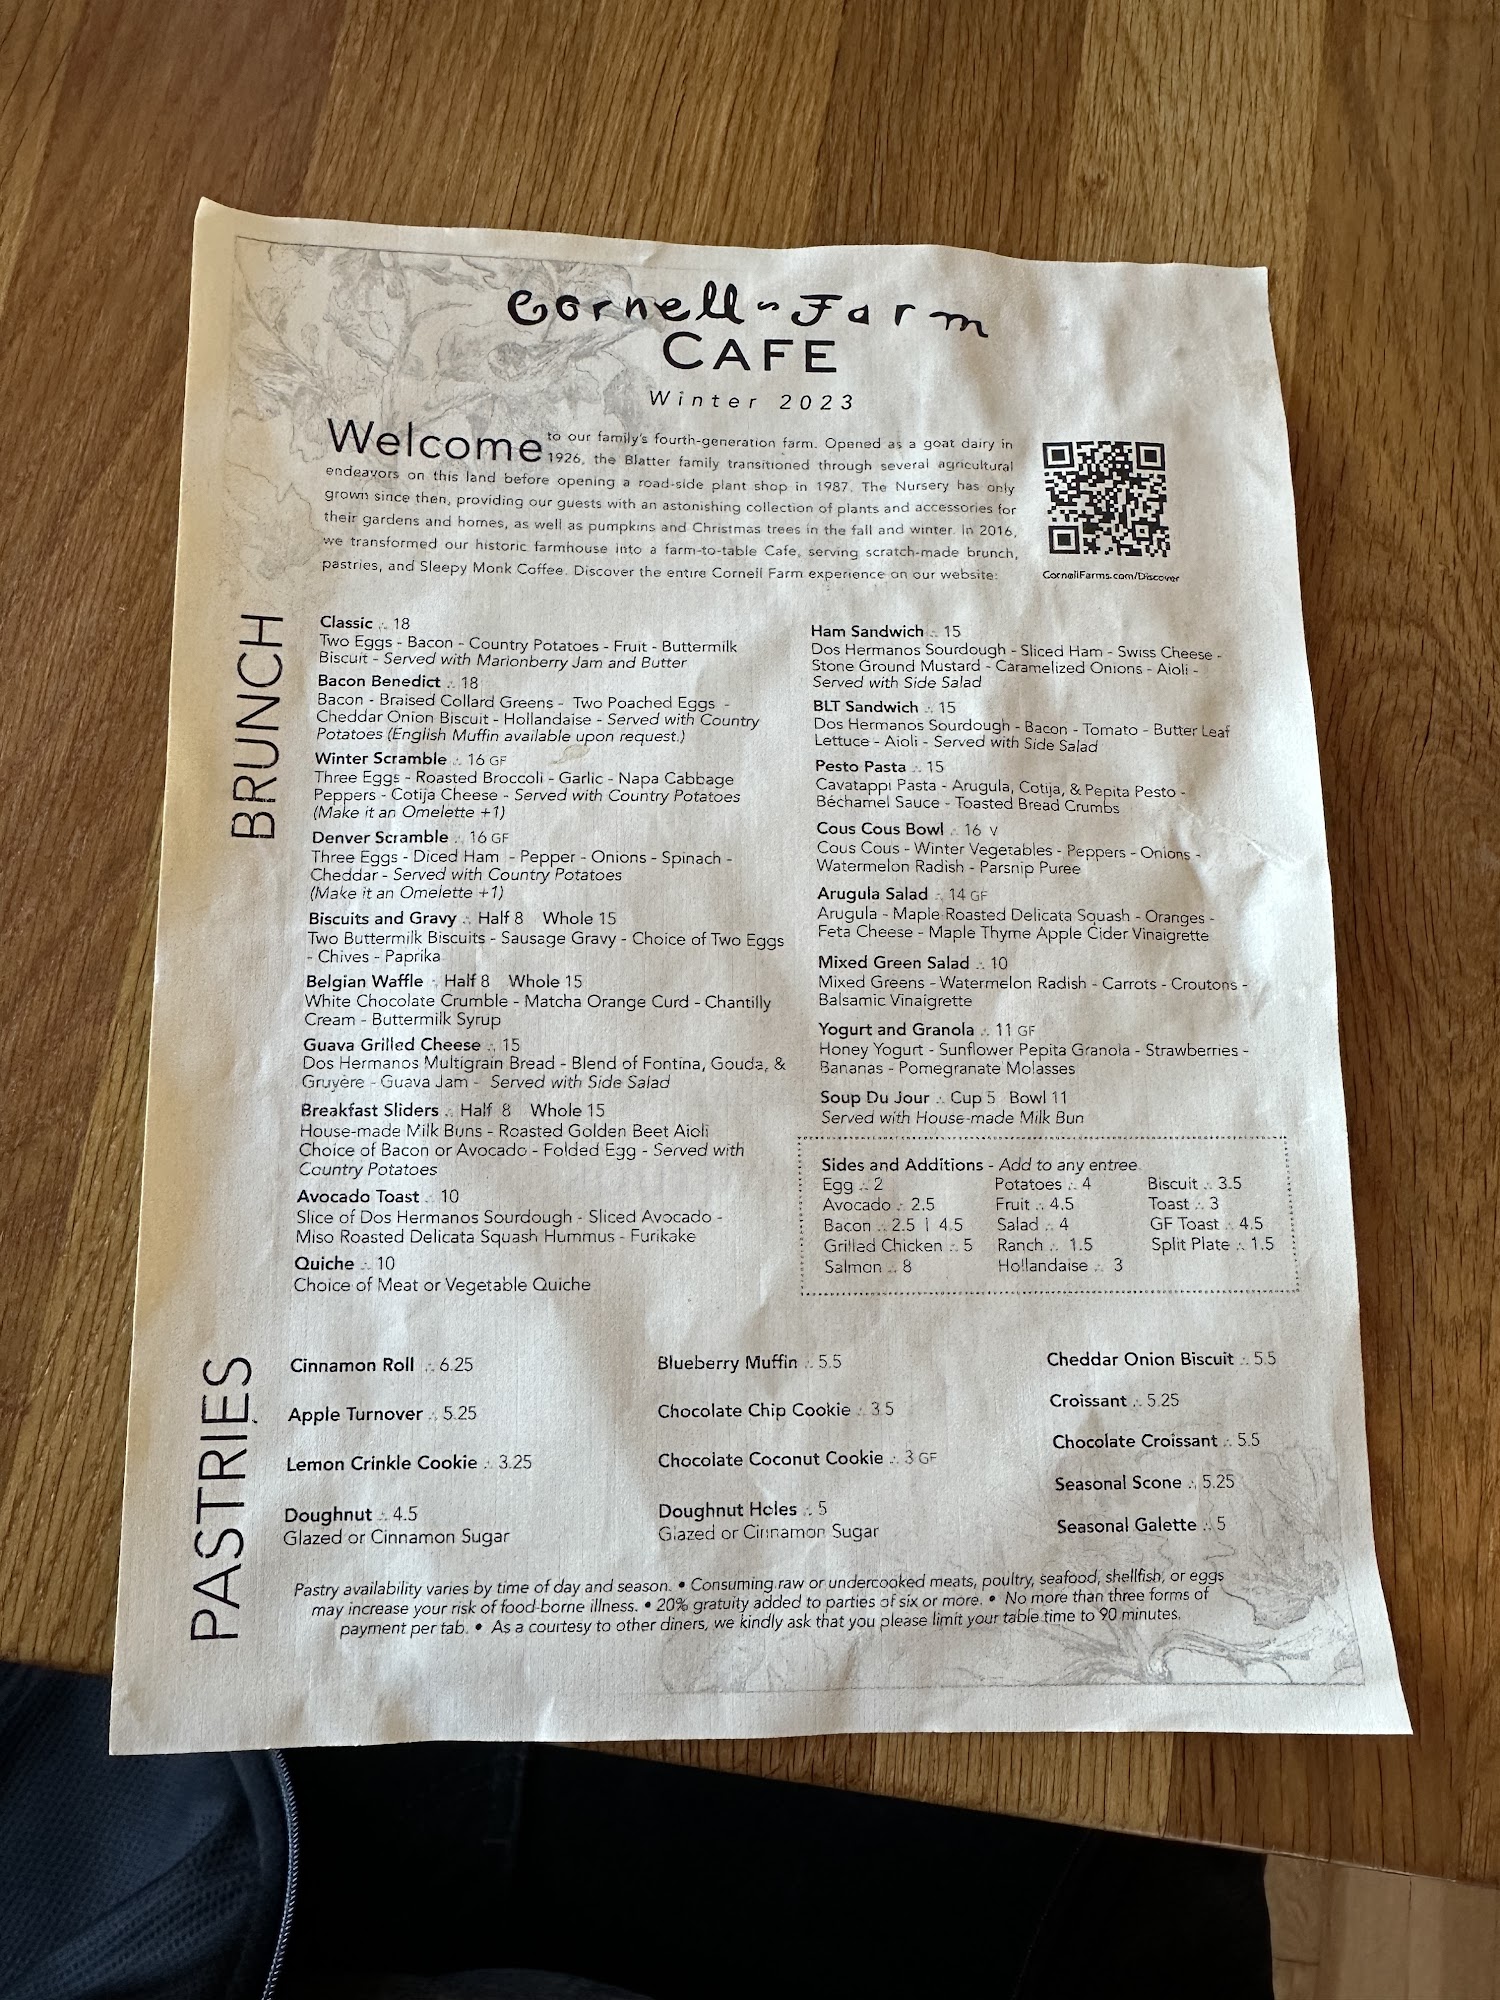 Cornell Farm
CAFE
Winter 2023
Welcome to our family's fourth-generation farm. Opened as a goat dairy in
1926, the Blatter family transitioned through several agricultural
endeavors on this land before opening a road-side plant shop in 1987. The Nursery has only
grown since then, providing our guests with an astonishing collection of plants and accessories for
their gardens and homes, as well as pumpkins and Christmas trees in the fall and winter. In 2016,
we transformed our historic farmhouse into a farm-to-table Cafe, serving scratch-made brunch,
pastries, and Sleepy Monk Coffee. Discover the entire Cornell Farm experience on our website:
CornellFarms.com/Discover
BRUNCH
Classic ∴ 18
Two Eggs - Bacon - Country Potatoes - Fruit - Buttermilk
Biscuit - Served with Marionberry Jam and Butter
Bacon Benedict ∴ 18
Bacon - Braised Collard Greens - Two Poached Eggs -
Cheddar Onion Biscuit - Hollandaise - Served with Country
Potatoes (English Muffin available upon request.)
Winter Scramble ∴ 16 GF
Three Eggs - Roasted Broccoli - Garlic - Napa Cabbage
Peppers - Cotija Cheese - Served with Country Potatoes
(Make it an Omelette +1)
Denver Scramble ∴ 16 GF
Three Eggs - Diced Ham - Pepper - Onions - Spinach -
Cheddar - Served with Country Potatoes
(Make it an Omelette +1)
Biscuits and Gravy ∴ Half 8 Whole 15
Two Buttermilk Biscuits - Sausage Gravy - Choice of Two Eggs
- Chives - Paprika
Belgian Waffle ∴ Half 8 Whole 15
White Chocolate Crumble - Matcha Orange Curd - Chantilly
Cream - Buttermilk Syrup
Guava Grilled Cheese ∴ 15
Dos Hermanos Multigrain Bread - Blend of Fontina, Gouda, &
Gruyère - Guava Jam - Served with Side Salad
Breakfast Sliders ∴ Half 8 Whole 15
House-made Milk Buns - Roasted Golden Beet Aioli
Choice of Bacon or Avocado - Folded Egg - Served with
Country Potatoes
Avocado Toast ∴ 10
Slice of Dos Hermanos Sourdough - Sliced Avocado -
Miso Roasted Delicata Squash Hummus - Furikake
Quiche ∴ 10
Choice of Meat or Vegetable Quiche
Ham Sandwich ∴ 15
Dos Hermanos Sourdough - Sliced Ham - Swiss Cheese -
Stone Ground Mustard - Caramelized Onions - Aioli -
Served with Side Salad
BLT Sandwich ∴ 15
Dos Hermanos Sourdough - Bacon - Tomato - Butter Leaf
Lettuce - Aioli - Served with Side Salad
Pesto Pasta ∴ 15
Cavatappi Pasta - Arugula, Cotija, & Pepita Pesto -
Béchamel Sauce - Toasted Bread Crumbs
Cous Cous Bowl ∴ 16 V
Cous Cous - Winter Vegetables - Peppers - Onions -
Watermelon Radish - Parsnip Puree
Arugula Salad ∴ 14 GF
Arugula - Maple Roasted Delicata Squash - Oranges -
Feta Cheese - Maple Thyme Apple Cider Vinaigrette
Mixed Green Salad ∴ 10
Mixed Greens - Watermelon Radish - Carrots - Croutons -
Balsamic Vinaigrette
Yogurt and Granola ∴ 11 GF
Honey Yogurt - Sunflower Pepita Granola - Strawberries -
Bananas - Pomegranate Molasses
Soup Du Jour ∴ Cup 5 Bowl 11
Served with House-made Milk Bun
Sides and Additions - Add to any entree
Egg ∴ 2 Potatoes ∴ 4 Biscuit ∴ 3.5
Avocado ∴ 2.5 Fruit ∴ 4.5 Toast ∴ 3
Bacon ∴ 2.5 | 4.5 Salad ∴ 4 GF Toast ∴ 4.5
Grilled Chicken ∴ 5 Ranch ∴ 1.5 Split Plate ∴ 1.5
Salmon ∴ 8 Hollandaise ∴ 3
PASTRIES
Cinnamon Roll ∴ 6.25
Apple Turnover ∴ 5.25
Lemon Crinkle Cookie ∴ 3.25
Doughnut ∴ 4.5
Glazed or Cinnamon Sugar
Blueberry Muffin ∴ 5.5
Chocolate Chip Cookie ∴ 3.5
Chocolate Coconut Cookie ∴ 3 GF
Doughnut Holes ∴ 5
Glazed or Cinnamon Sugar
Cheddar Onion Biscuit ∴ 5.5
Croissant ∴ 5.25
Chocolate Croissant ∴ 5.5
Seasonal Scone ∴ 5.25
Seasonal Galette ∴ 5
Pastry availability varies by time of day and season. • Consuming raw or undercooked meats, poultry, seafood, shellfish, or eggs
may increase your risk of food-borne illness. • 20% gratuity added to parties of six or more. • No more than three forms of
payment per tab. • As a courtesy to other diners, we kindly ask that you please limit your table time to 90 minutes.